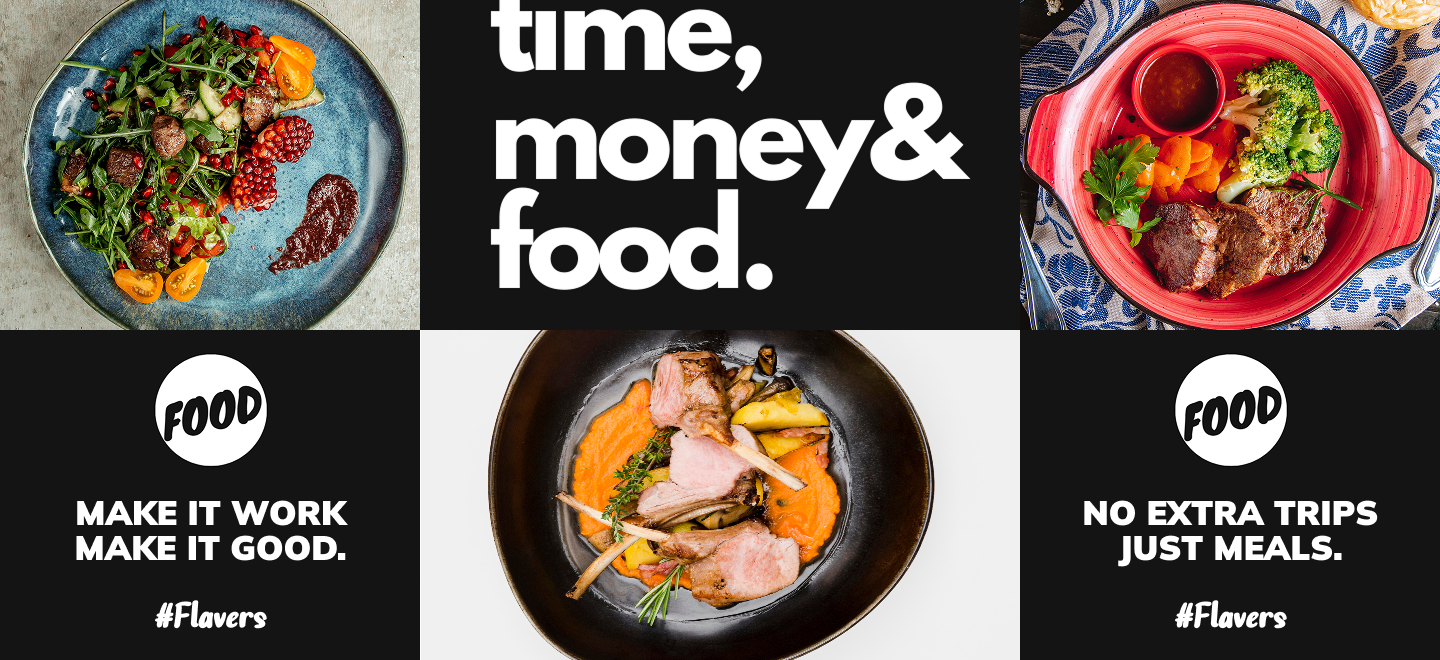 time,
money&
food.
FOOD
MAKE IT WORK
MAKE IT GOOD.
#Flavers
FOOD
NO EXTRA TRIPS
JUST MEALS.
#Flavers